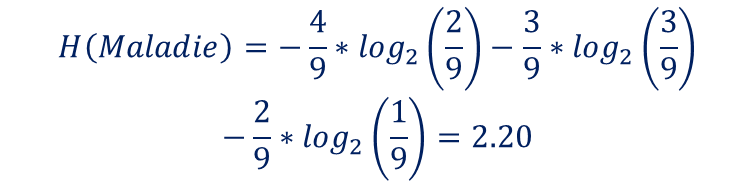 H(Maladie) = − 4/9 * log₂ (2/9) − 3/9 * log₂ (3/9)
− 2/9 * log₂ (1/9) = 2.20